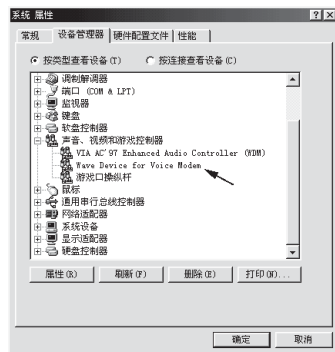 系统 属性
常规 设备管理器 硬件配置文件 性能
按类型查看设备(T) 按连接查看设备(C)
调制解调器
端口 (COM & LPT)
监视器
键盘
软盘控制器
声音、视频和游戏控制器
VIA AC'97 Enhanced Audio Controller (WDM)
Wave Device for Voice Modem
游戏口操纵杆
鼠标
通用串行总线控制器
网络适配器
系统设备
显示适配器
硬盘控制器
属性(R) 刷新(F) 删除(E) 打印(N)...
确定 取消